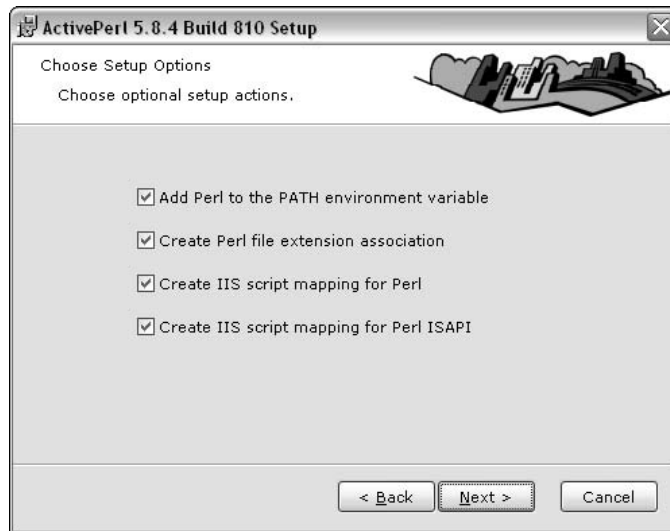 ActivePerl 5.8.4 Build 810 Setup
Choose Setup Options
Choose optional setup actions.
Add Perl to the PATH environment variable
Create Perl file extension association
Create IIS script mapping for Perl
Create IIS script mapping for Perl ISAPI
< Back Next > Cancel